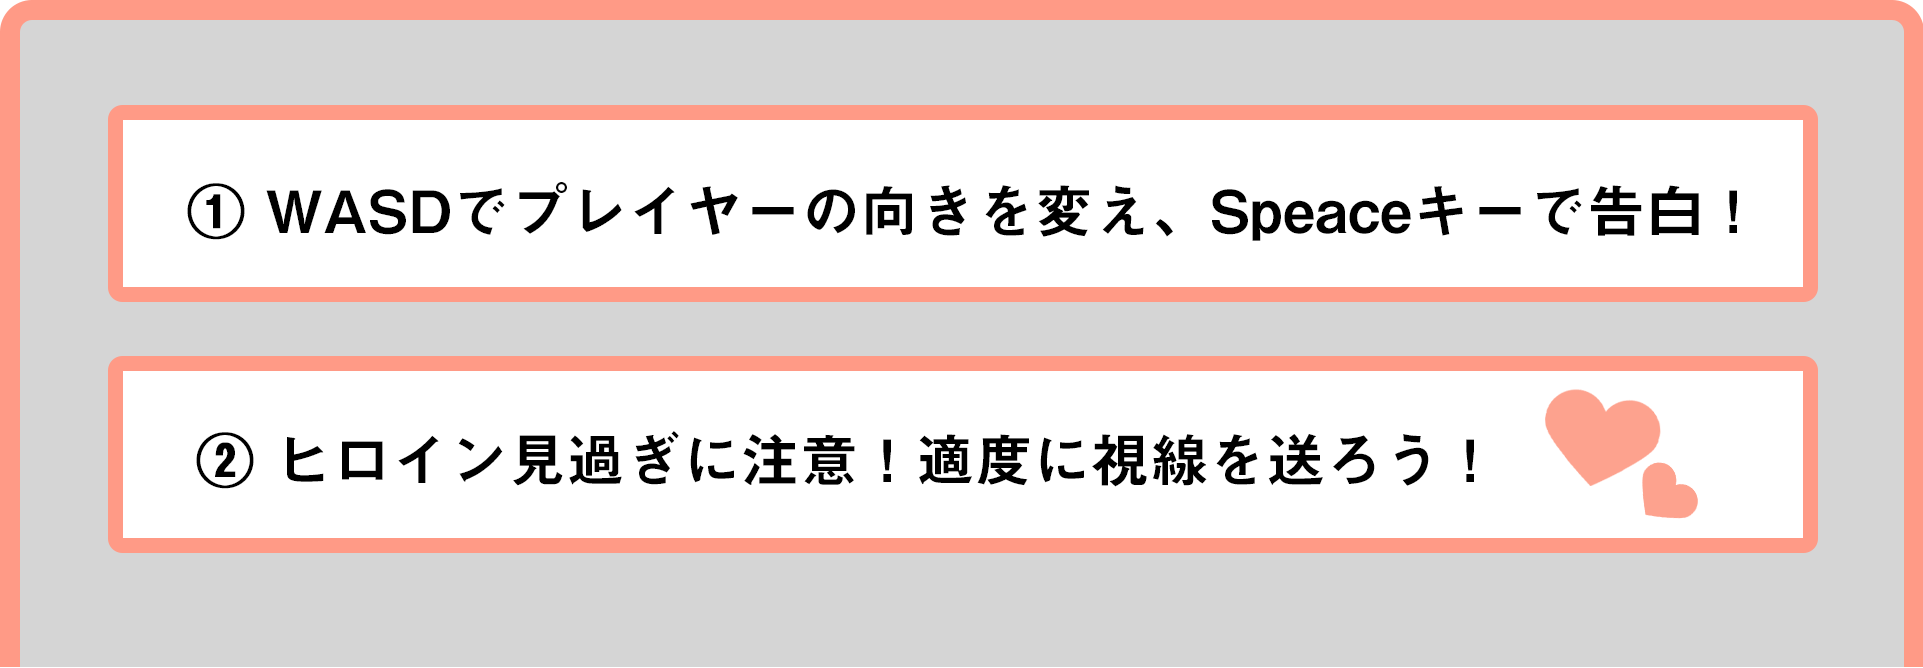 ① WASDでプレイヤーの向きを変え、Speaceキーで告白！
② ヒロイン見過ぎに注意！適度に視線を送ろう！